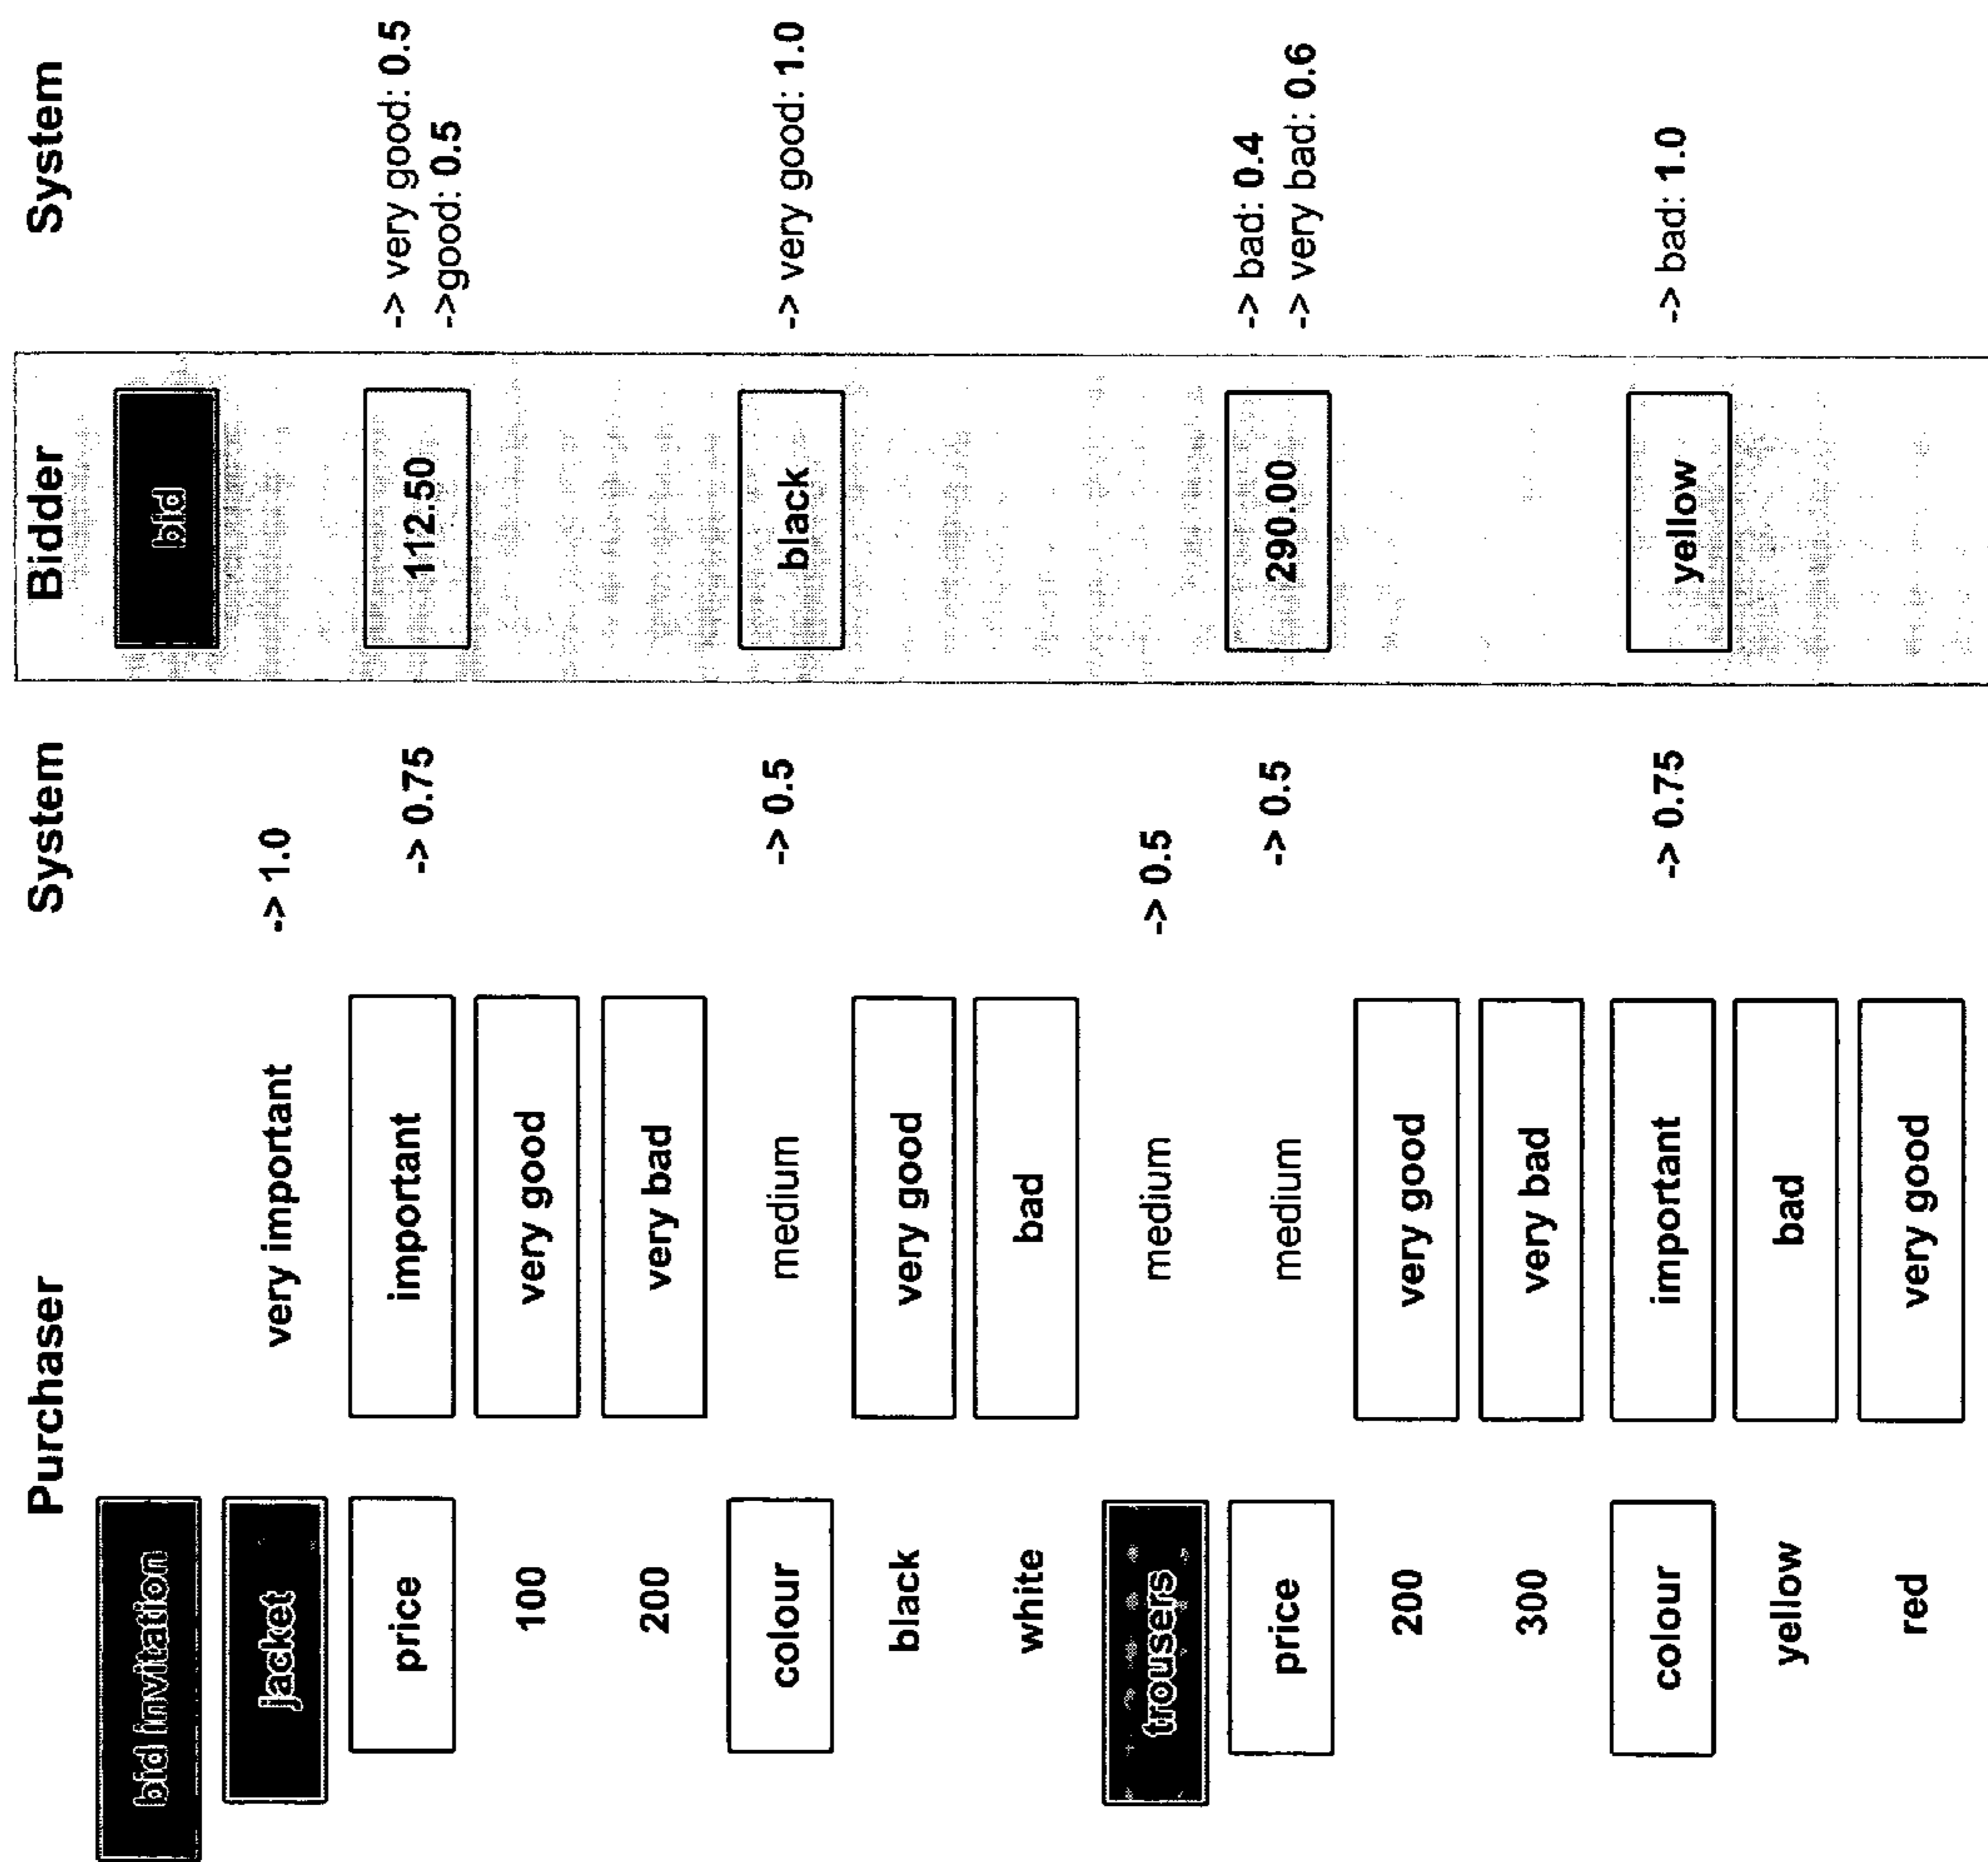 Purchaser System Bidder System
bid invitation bid
Jacket very important -> 1.0
price important -> 0.75 112.50 -> very good: 0.5
->good: 0.5
100 very good
200 very bad
colour medium -> 0.5 black -> very good: 1.0
black very good
white bad
trousers medium -> 0.5
price medium -> 0.5 290.00 -> bad: 0.4
-> very bad: 0.6
200 very good
300 very bad
colour important -> 0.75 yellow -> bad: 1.0
yellow bad
red very good